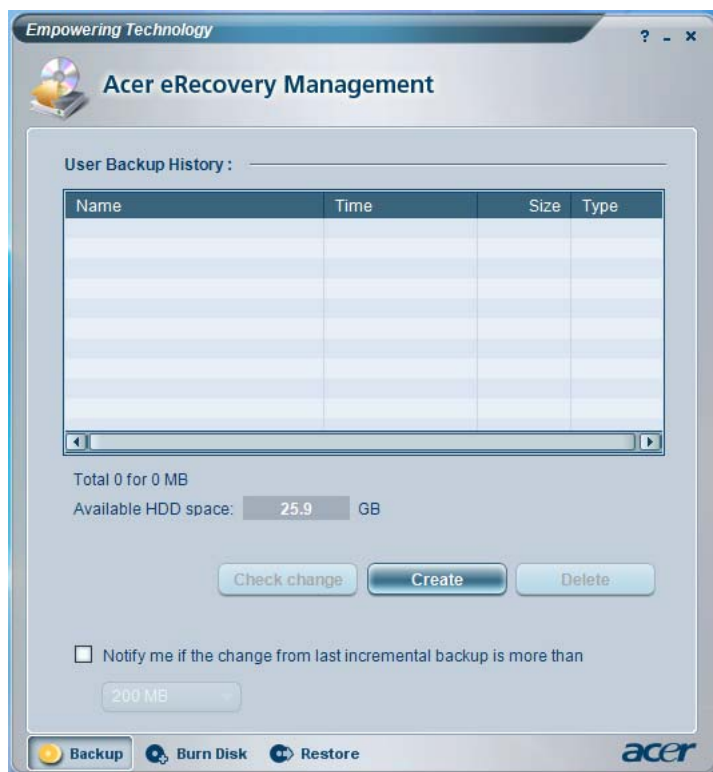 Empowering Technology
? - ×
Acer eRecovery Management
User Backup History :
Name Time Size Type
Total 0 for 0 MB
Available HDD space: 25.9 GB
Check change Create Delete
Notify me if the change from last incremental backup is more than
200 MB
Backup Burn Disk Restore acer